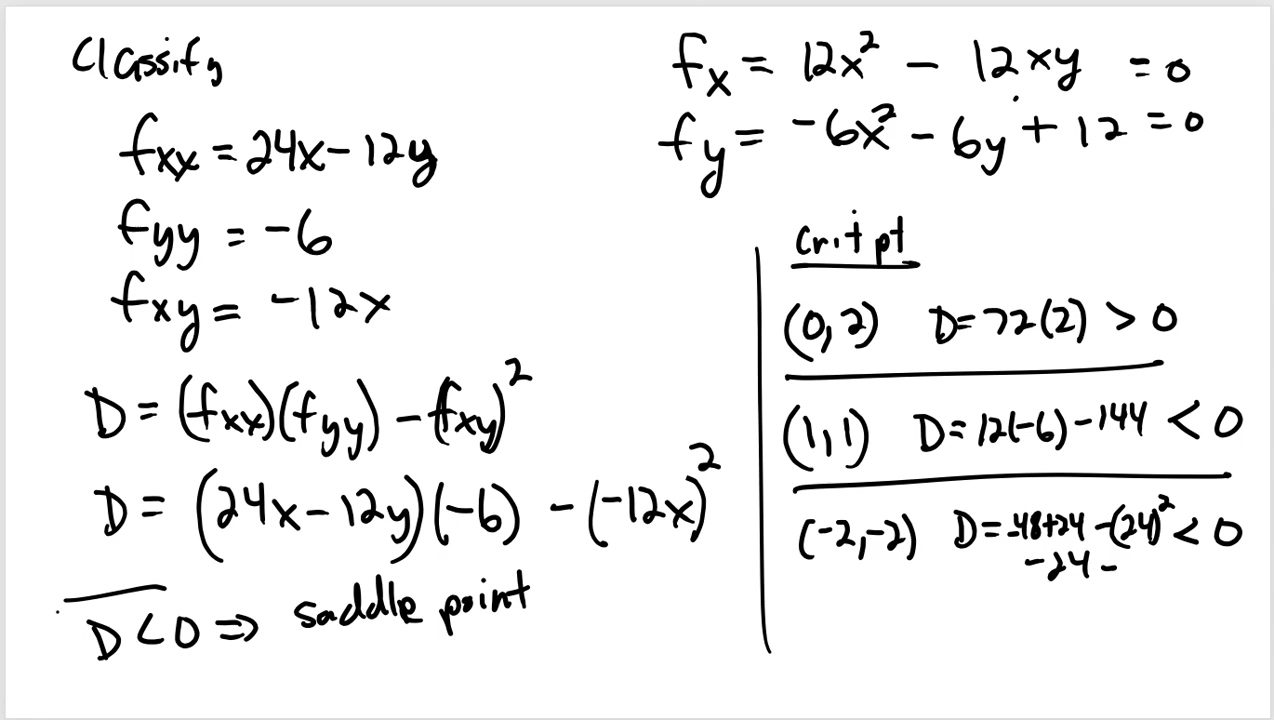 Classify
fxx = 24x - 12y
fyy = -6
fxy = -12x
D = (fxx)(fyy) - (fxy)²
D = (24x - 12y)(-6) - (-12x)²
D < 0 ⇒ saddle point
fx = 12x² - 12xy = 0
fy = -6x² - 6y + 12 = 0
crit pt
(0,2) D = 72(2) > 0
(1,1) D = 12(-6) - 144 < 0
(-2,-2) D = -48+24 - (24)² < 0
-24 -